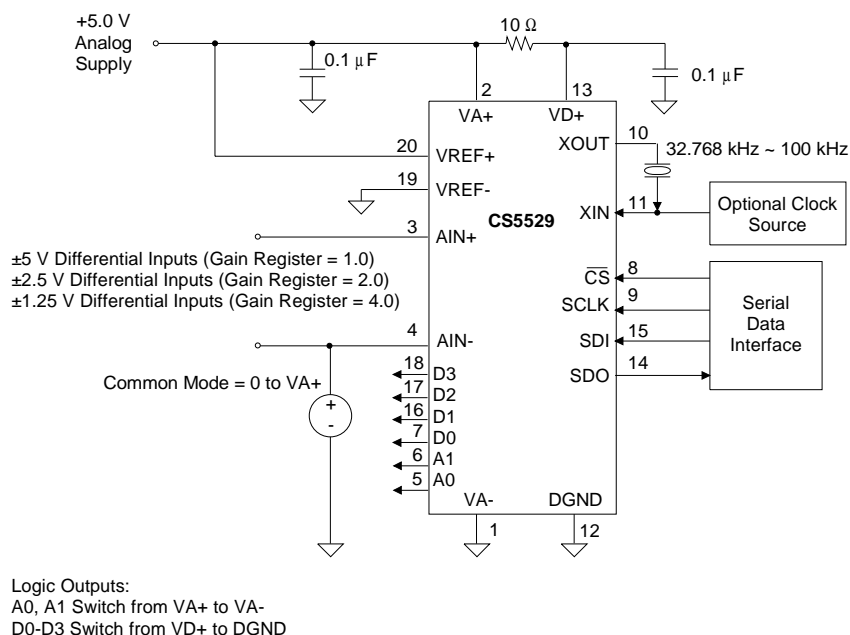 +5.0 V
Analog
Supply
10 Ω
0.1 µF
0.1 µF
2
13
VA+
VD+
XOUT
10
32.768 kHz ~ 100 kHz
20
VREF+
19
VREF-
CS5529
XIN
11
Optional Clock
Source
3
AIN+
±5 V Differential Inputs (Gain Register = 1.0)
±2.5 V Differential Inputs (Gain Register = 2.0)
±1.25 V Differential Inputs (Gain Register = 4.0)
CS
8
SCLK
9
SDI
15
SDO
14
Serial
Data
Interface
4
AIN-
Common Mode = 0 to VA+
+
-
18
D3
17
D2
16
D1
7
D0
6
A1
5
A0
VA-
DGND
1
12
Logic Outputs:
A0, A1 Switch from VA+ to VA-
D0-D3 Switch from VD+ to DGND